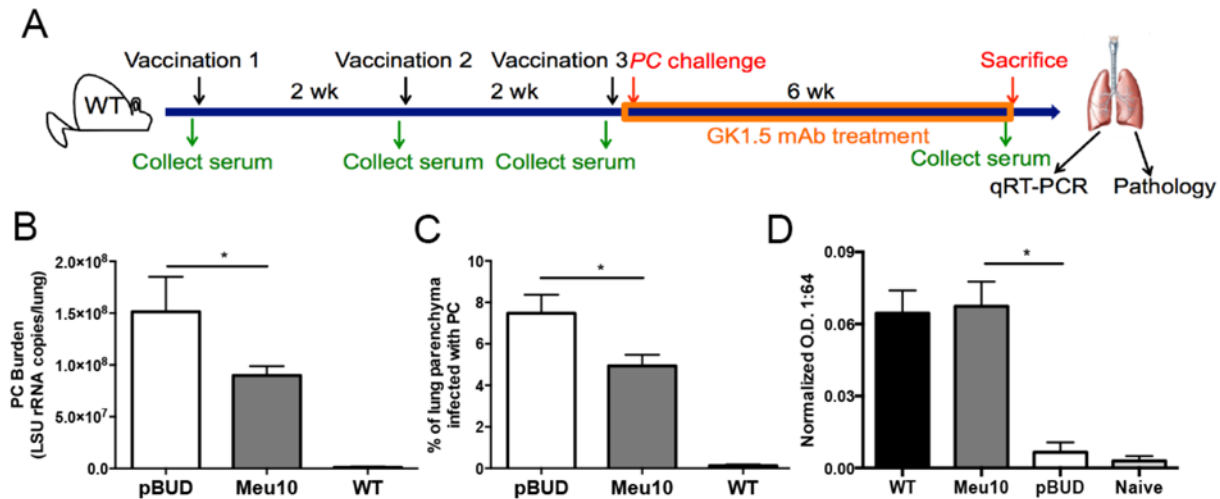 A
Vaccination 1
Vaccination 2
Vaccination 3
PC challenge
Sacrifice
WT
2 wk
2 wk
6 wk
GK1.5 mAb treatment
Collect serum
Collect serum
Collect serum
Collect serum
qRT-PCR
Pathology
B
PC Burden
(LSU rRNA copies/lung)
2.0×10⁸
1.5×10⁸
1.0×10⁸
5.0×10⁷
0.0
*
pBUD
Meu10
WT
C
% of lung parenchyma
infected with PC
10
8
6
4
2
0
*
pBUD
Meu10
WT
D
Normalized O.D. 1:64
0.09
0.06
0.03
0.00
*
WT
Meu10
pBUD
Naive